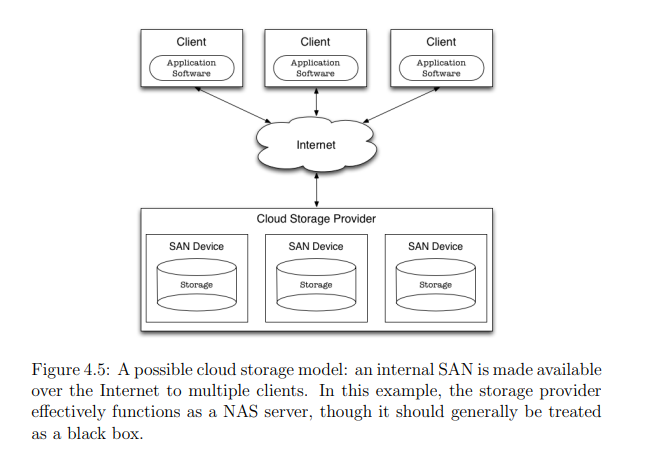 Client
Client
Client
Application
Software
Application
Software
Application
Software
Internet
Cloud Storage Provider
SAN Device
SAN Device
SAN Device
Storage
Storage
Storage
Figure 4.5: A possible cloud storage model: an internal SAN is made available
over the Internet to multiple clients. In this example, the storage provider
effectively functions as a NAS server, though it should generally be treated
as a black box.